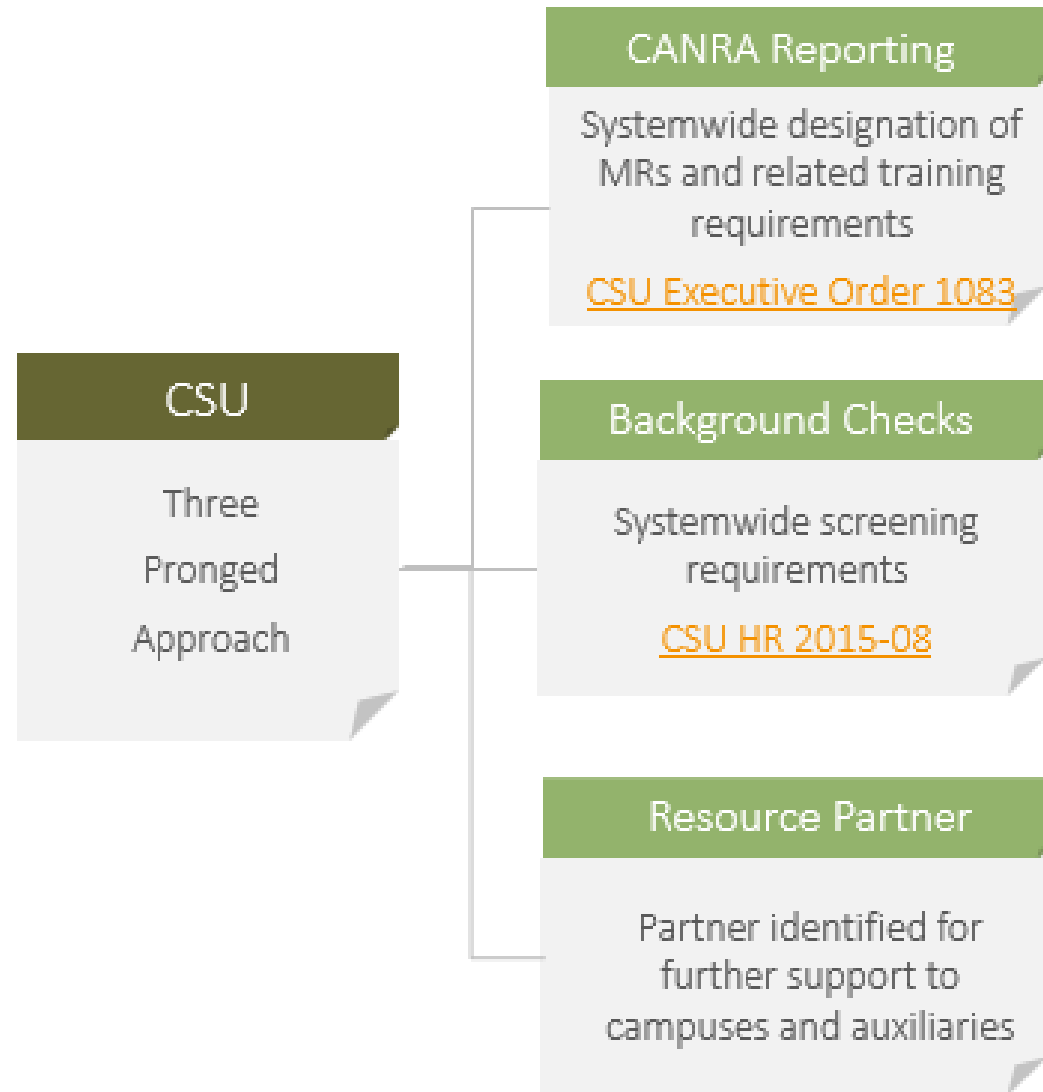 CSU
Three
Pronged
Approach
CANRA Reporting
Systemwide designation of
MRs and related training
requirements
CSU Executive Order 1083
Background Checks
Systemwide screening
requirements
CSU HR 2015-08
Resource Partner
Partner identified for
further support to
campuses and auxiliaries